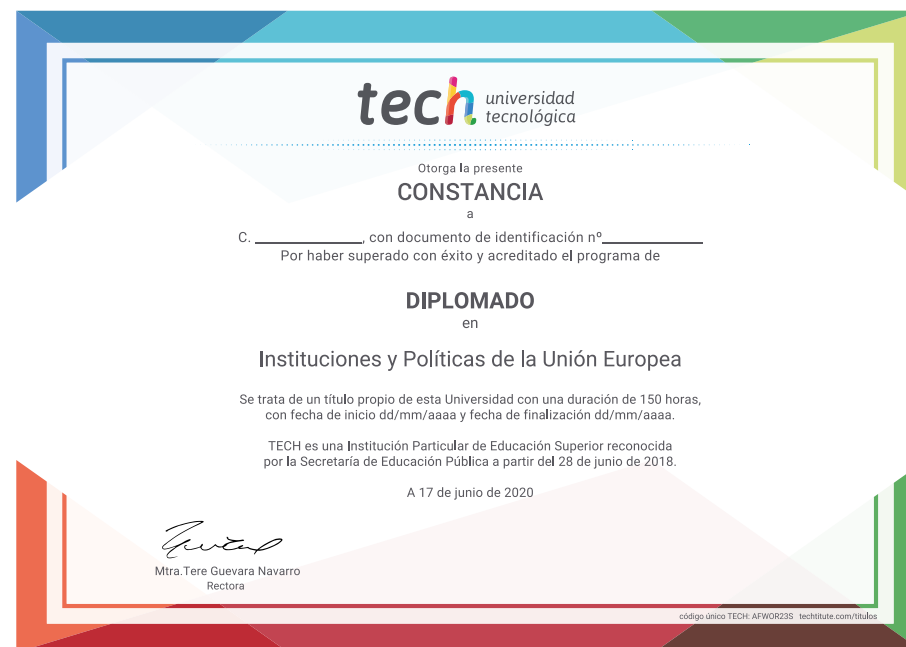 tech universidad
tecnológica
Otorga la presente
CONSTANCIA
a
C. ____________, con documento de identificación nº____________
Por haber superado con éxito y acreditado el programa de
DIPLOMADO
en
Instituciones y Políticas de la Unión Europea
Se trata de un título propio de esta Universidad con una duración de 150 horas,
con fecha de inicio dd/mm/aaaa y fecha de finalización dd/mm/aaaa.
TECH es una Institución Particular de Educación Superior reconocida
por la Secretaría de Educación Pública a partir del 28 de junio de 2018.
A 17 de junio de 2020
Mtra.Tere Guevara Navarro
Rectora
código único TECH: AFWOR23S techtitute.com/titulos